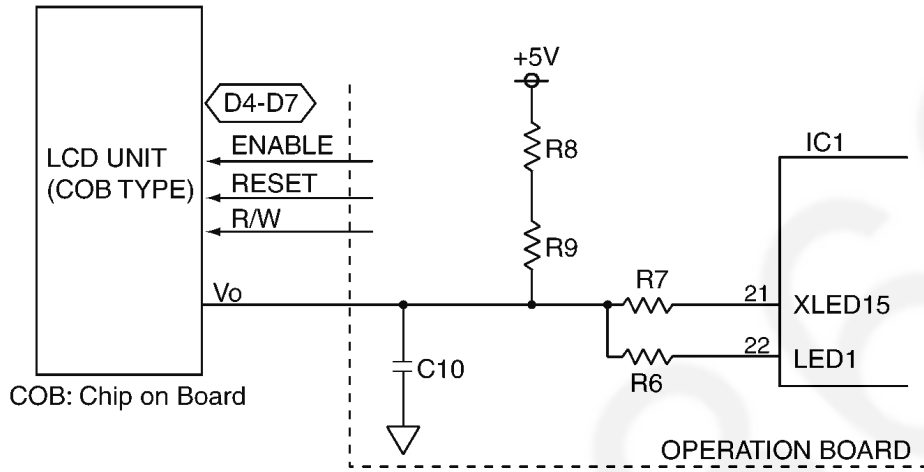 +5V
D4-D7
LCD UNIT
(COB TYPE)
ENABLE
RESET
R/W
R8
R9
IC1
Vo
R7
21
XLED15
C10
R6
22
LED1
COB: Chip on Board
OPERATION BOARD